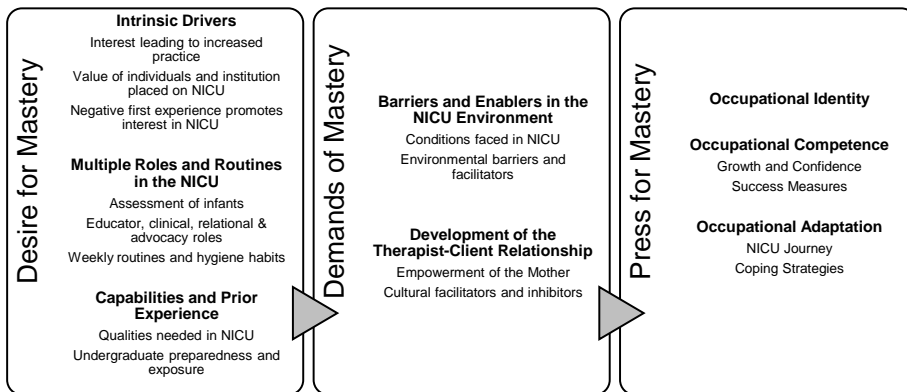 Desire for Mastery
Intrinsic Drivers
Interest leading to increased
practice
Value of individuals and institution
placed on NICU
Negative first experience promotes
interest in NICU
Multiple Roles and Routines
in the NICU
Assessment of infants
Educator, clinical, relational &
advocacy roles
Weekly routines and hygiene habits
Capabilities and Prior
Experience
Qualities needed in NICU
Undergraduate preparedness and
exposure
Demands of Mastery
Barriers and Enablers in the
NICU Environment
Conditions faced in NICU
Environmental barriers and
facilitators
Development of the
Therapist-Client Relationship
Empowerment of the Mother
Cultural facilitators and inhibitors
Press for Mastery
Occupational Identity
Occupational Competence
Growth and Confidence
Success Measures
Occupational Adaptation
NICU Journey
Coping Strategies